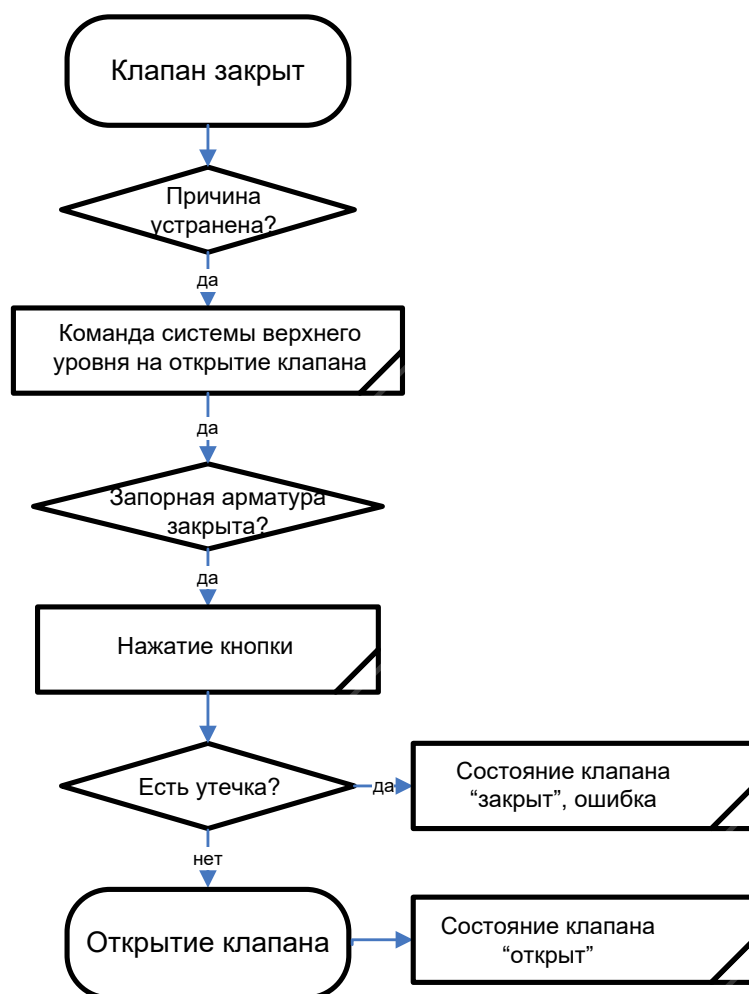 Клапан закрыт
Причина
устранена?
да
Команда системы верхнего
уровня на открытие клапана
да
Запорная арматура
закрыта?
да
Нажатие кнопки
Есть утечка?
да
Состояние клапана
“закрыт”, ошибка
нет
Открытие клапана
Состояние клапана
“открыт”